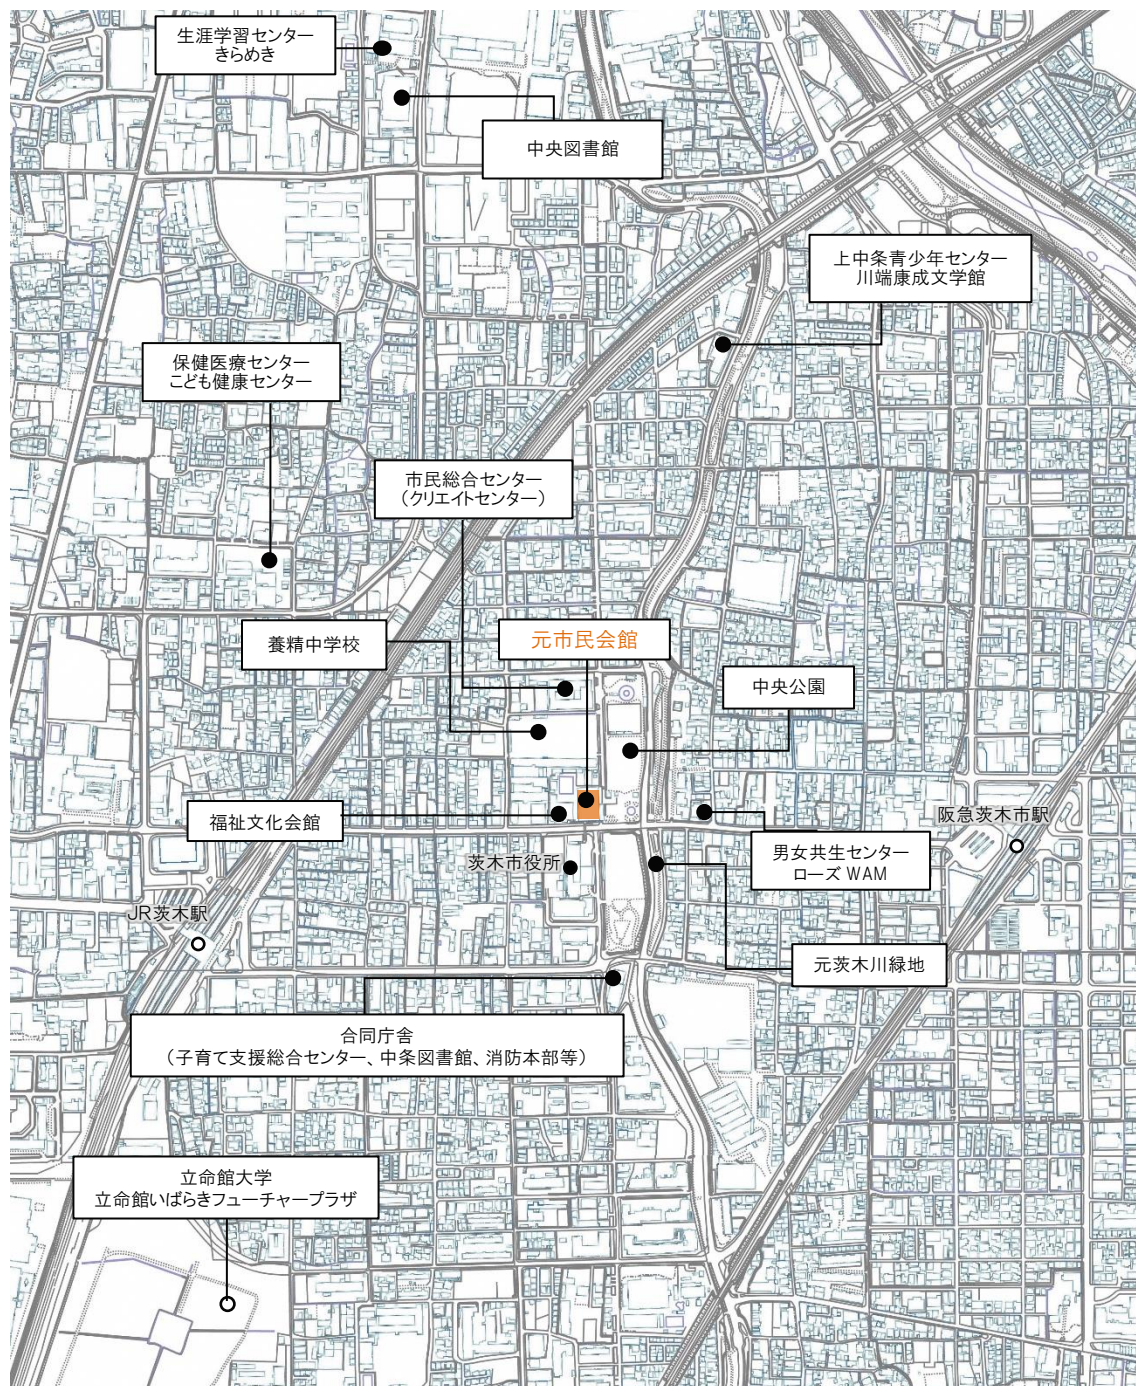 生涯学習センター
きらめき
中央図書館
上中条青少年センター
川端康成文学館
保健医療センター
こども健康センター
市民総合センター
（クリエイトセンター）
養精中学校
元市民会館
中央公園
福祉文化会館
阪急茨木市駅
男女共生センター
ローズ WAM
茨木市役所
JR茨木駅
元茨木川緑地
合同庁舎
（子育て支援総合センター、中条図書館、消防本部等）
立命館大学
立命館いばらきフューチャープラザ